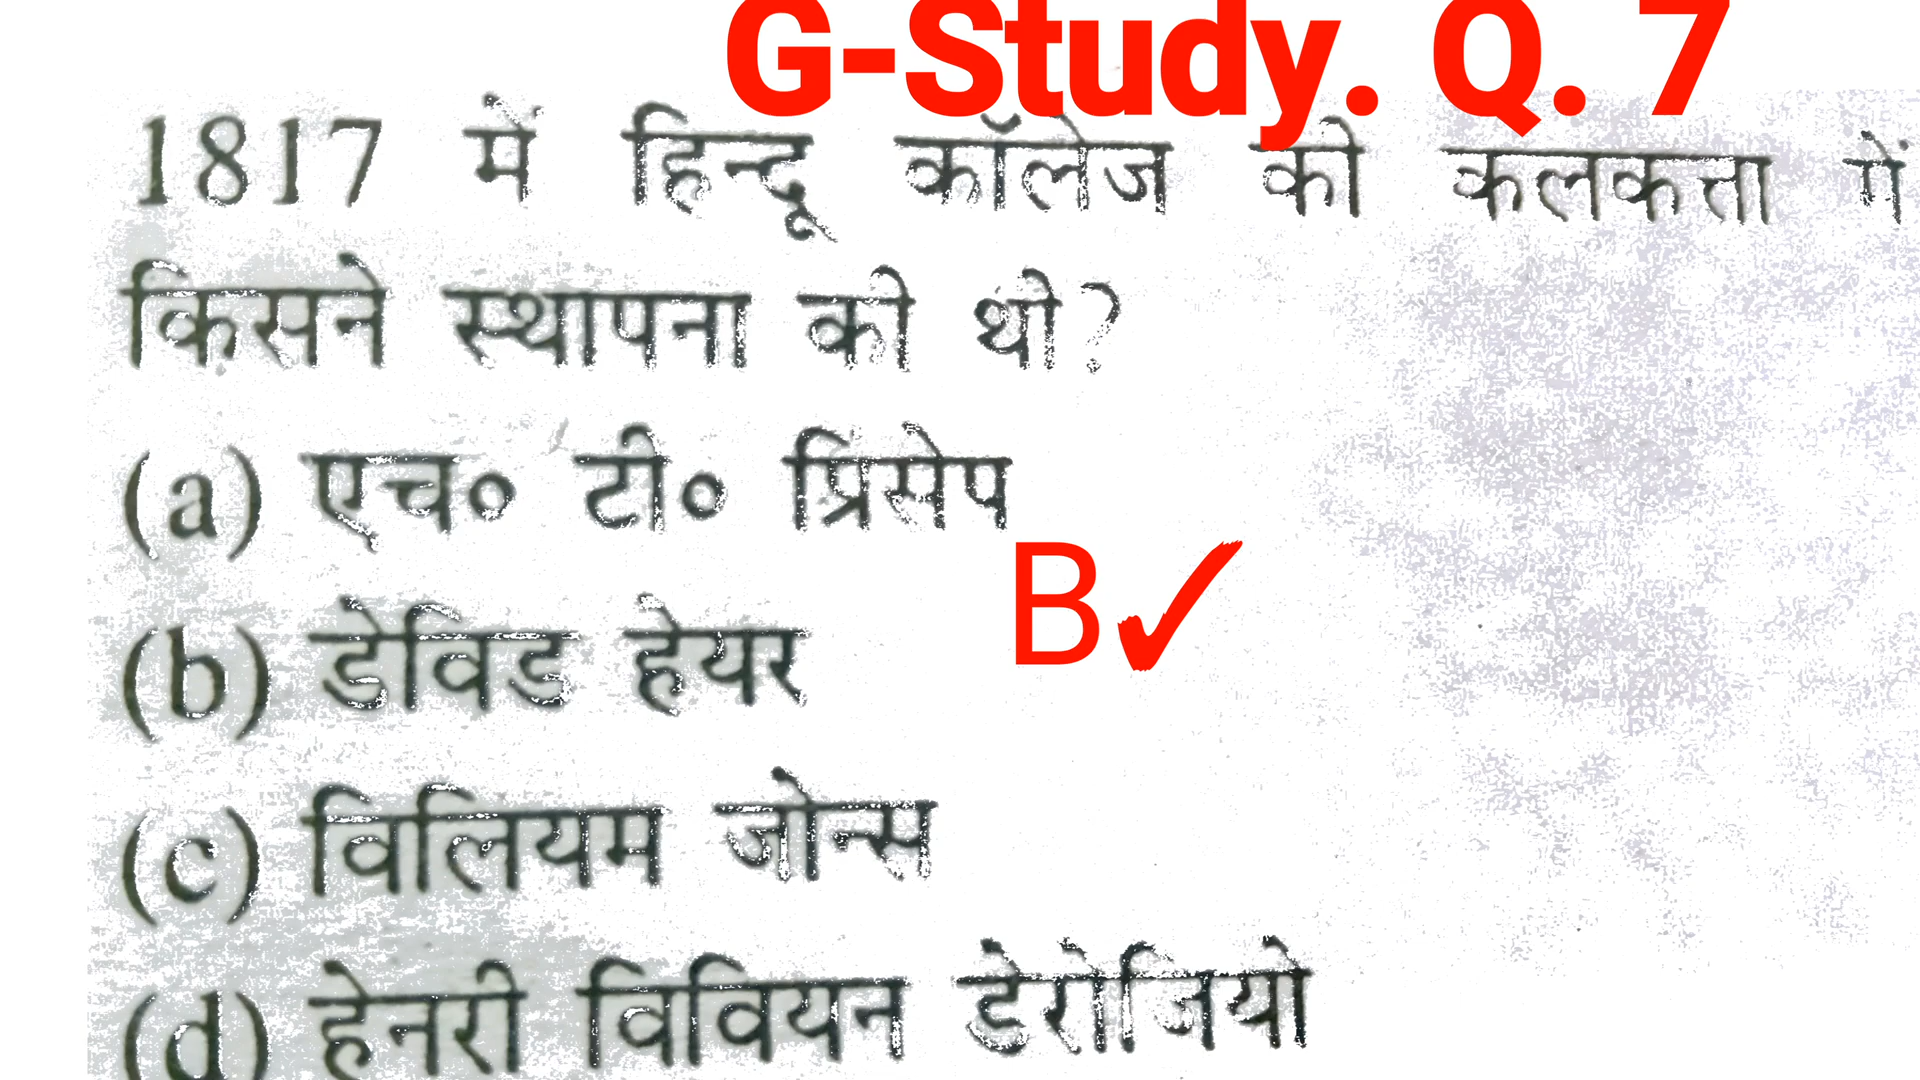 G-Study. Q. 7
1817 में हिन्दू कॉलेज की कलकत्ता में
किसने स्थापना की थी?
(a) एच० टी० प्रिंसेप
B✓
(b) डेविड हेयर
(c) विलियम जोन्स
(d) हेनरी विवियन डेरोजियो